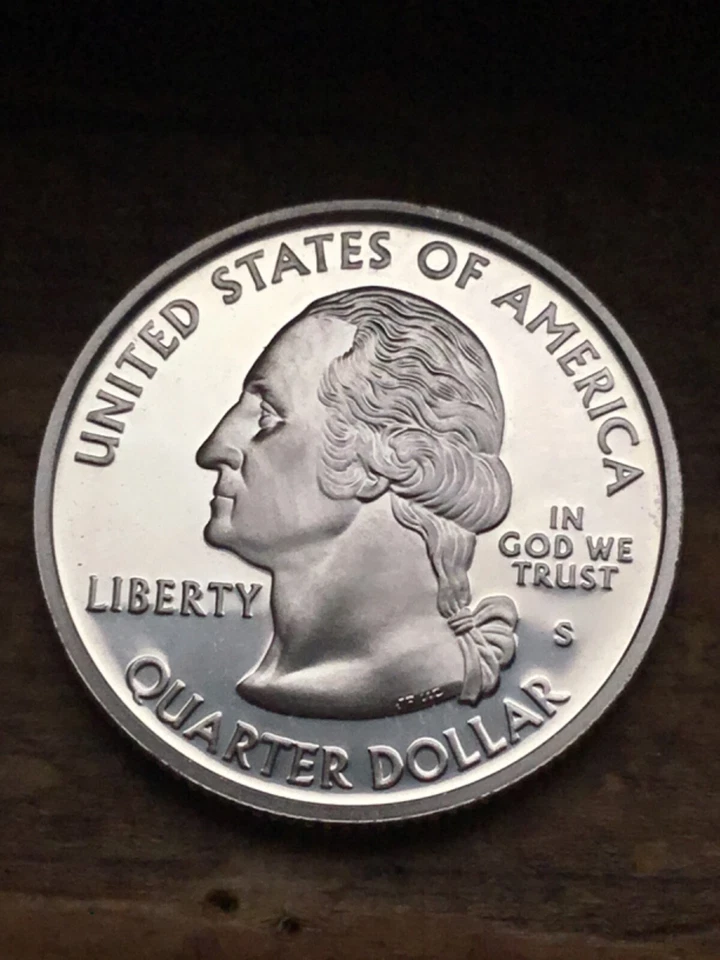 UNITED STATES OF AMERICA
LIBERTY
IN
GOD WE
TRUST
S
QUARTER DOLLAR